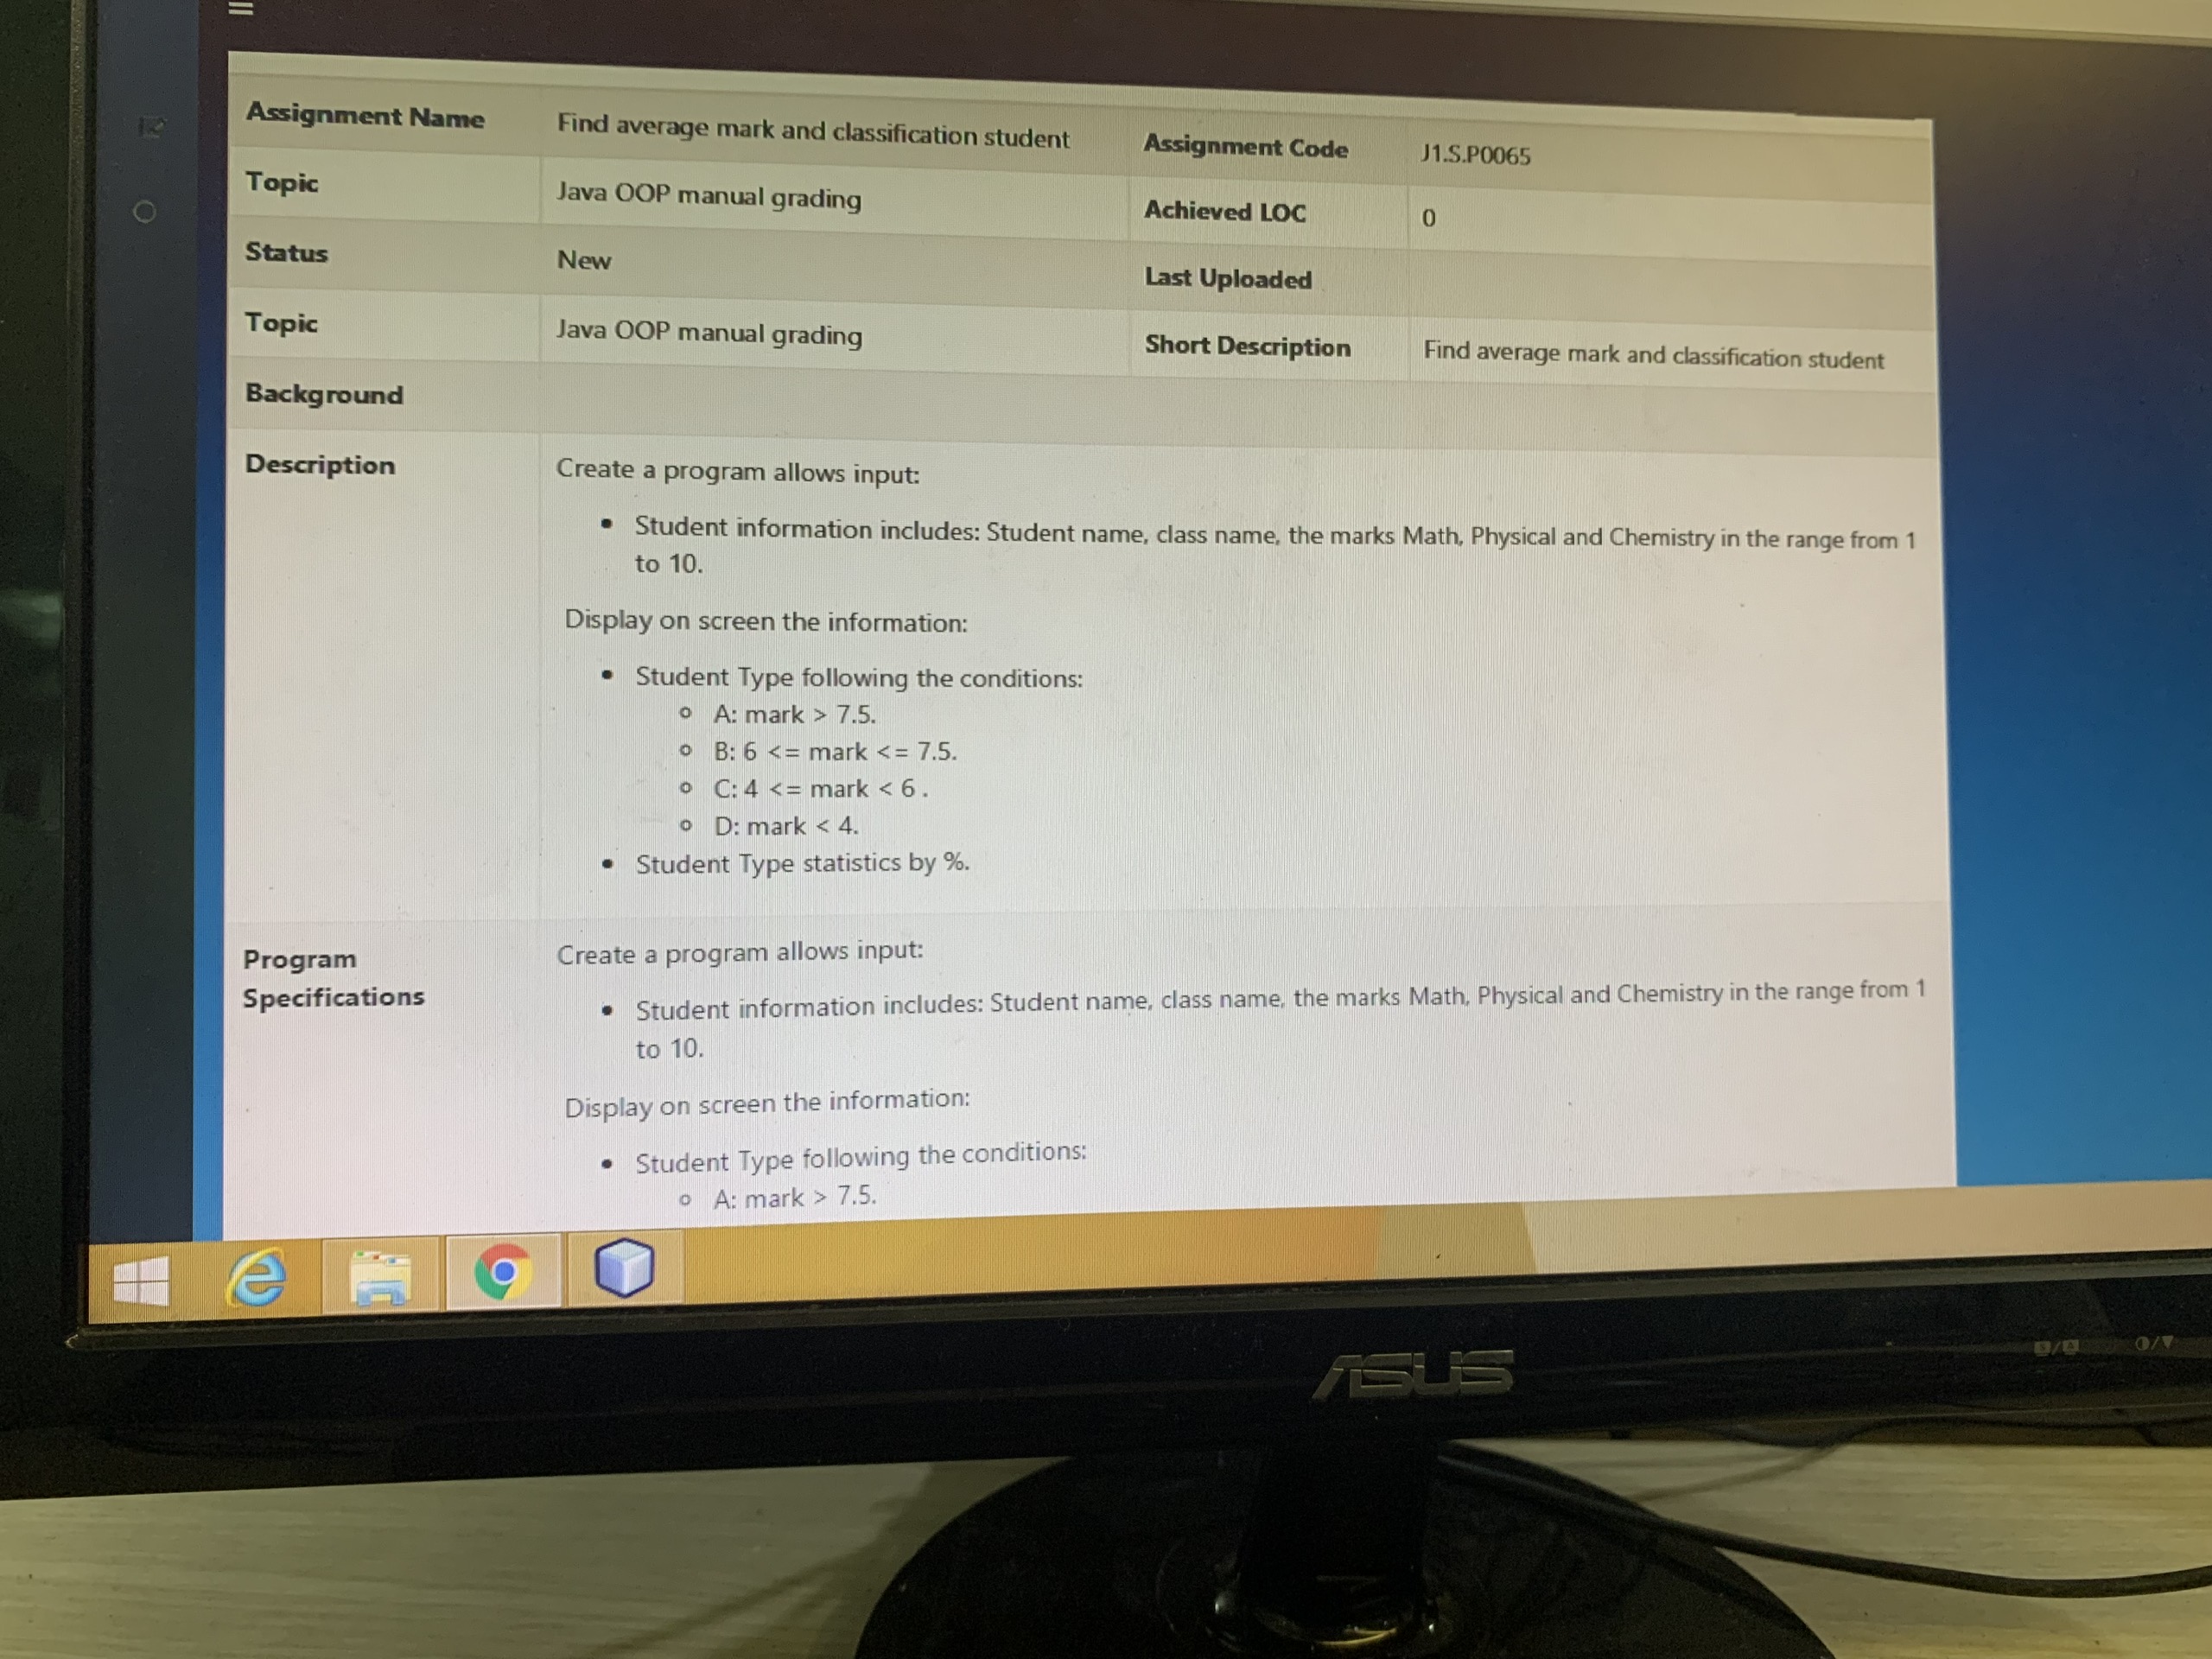 Assignment Name Find average mark and classification student Assignment Code J1.S.P0065
Topic Java OOP manual grading Achieved LOC 0
Status New Last Uploaded
Topic Java OOP manual grading Short Description Find average mark and classification student
Background
Description Create a program allows input:
• Student information includes: Student name, class name, the marks Math, Physical and Chemistry in the range from 1
to 10.
Display on screen the information:
• Student Type following the conditions:
o A: mark > 7.5.
o B: 6 <= mark <= 7.5.
o C: 4 <= mark < 6 .
o D: mark < 4.
• Student Type statistics by %.
Program Create a program allows input:
Specifications
• Student information includes: Student name, class name, the marks Math, Physical and Chemistry in the range from 1
to 10.
Display on screen the information:
• Student Type following the conditions:
o A: mark > 7.5.
ASUS